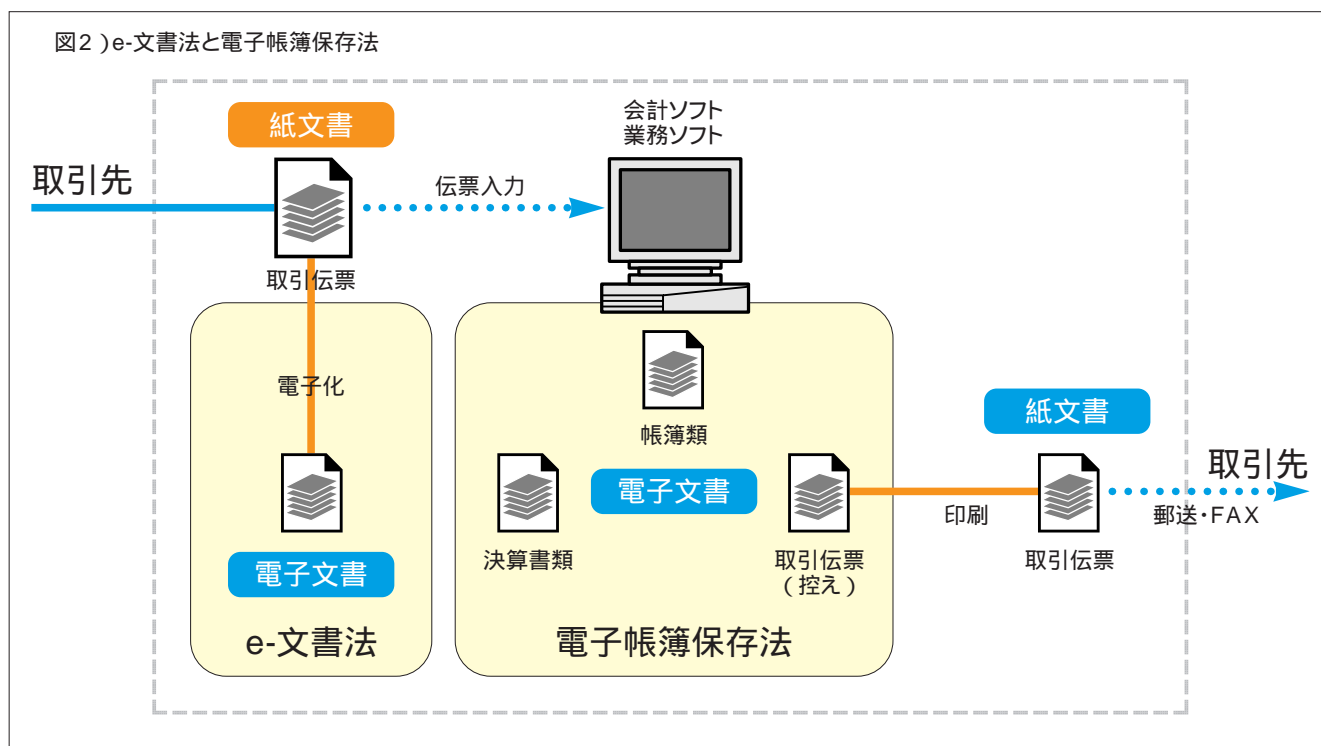 図2）e-文書法と電子帳簿保存法
紙文書
会計ソフト
業務ソフト
取引先
伝票入力
取引伝票
電子化
帳簿類
紙文書
取引先
電子文書
印刷
郵送・FAX
決算書類
取引伝票
（控え）
取引伝票
電子文書
e-文書法
電子帳簿保存法